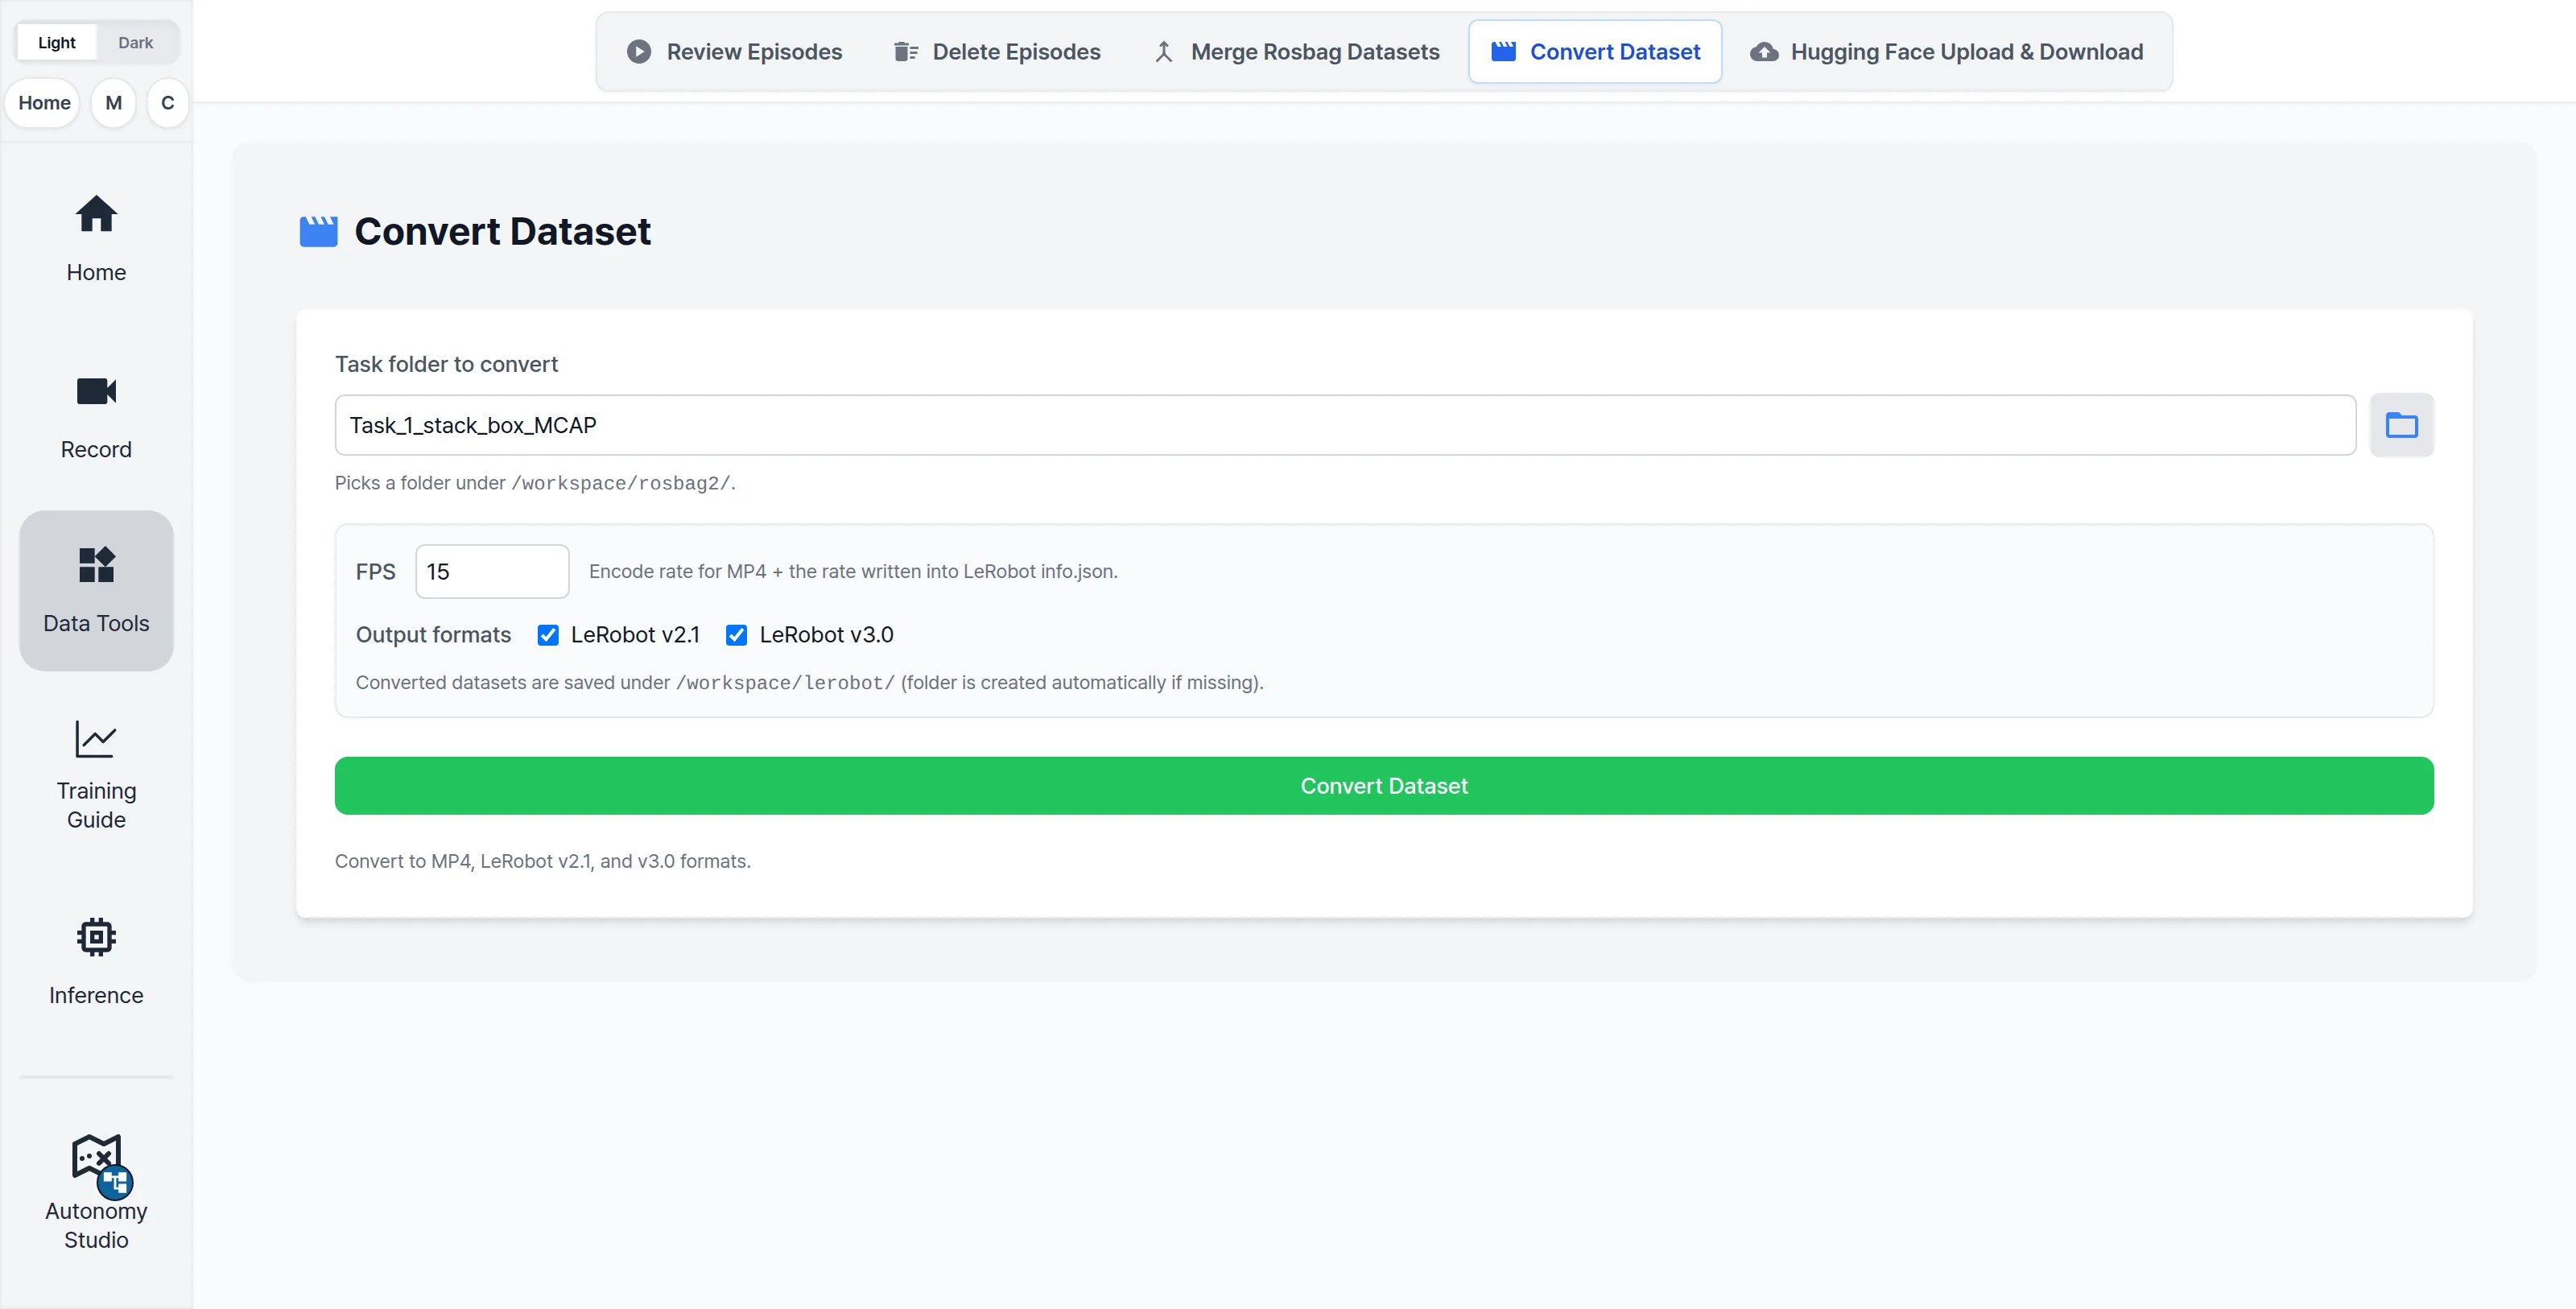 Light
Dark
Home
M
C
Review Episodes
Delete Episodes
Merge Rosbag Datasets
Convert Dataset
Hugging Face Upload & Download
Home
Record
Data Tools
Training
Guide
Inference
Autonomy
Studio
Convert Dataset
Task folder to convert
Task_1_stack_box_MCAP
Picks a folder under /workspace/rosbag2/.
FPS
15
Encode rate for MP4 + the rate written into LeRobot info.json.
Output formats
LeRobot v2.1
LeRobot v3.0
Converted datasets are saved under /workspace/lerobot/ (folder is created automatically if missing).
Convert Dataset
Convert to MP4, LeRobot v2.1, and v3.0 formats.